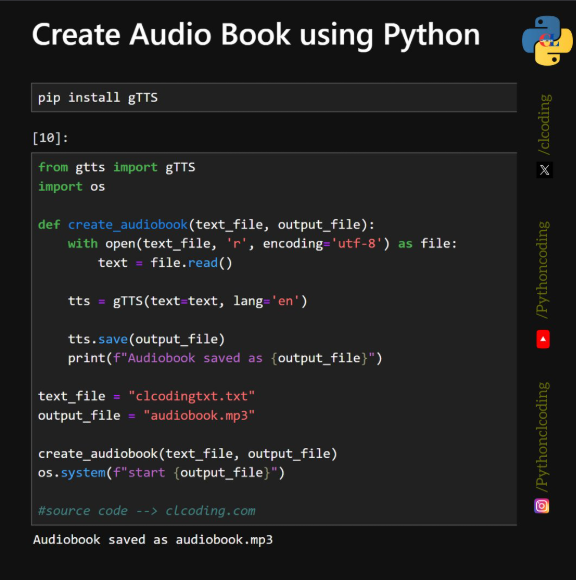 Create Audio Book using Python
pip install gTTS
[10]:
from gtts import gTTS
import os
def create_audiobook(text_file, output_file):
    with open(text_file, 'r', encoding='utf-8') as file:
        text = file.read()
    tts = gTTS(text=text, lang='en')
    tts.save(output_file)
    print(f"Audiobook saved as {output_file}")
text_file = "clcodingtxt.txt"
output_file = "audiobook.mp3"
create_audiobook(text_file, output_file)
os.system(f"start {output_file}")
#source code --> clcoding.com
Audiobook saved as audiobook.mp3
/clcoding
/Pythoncoding
/Pythonclcoding